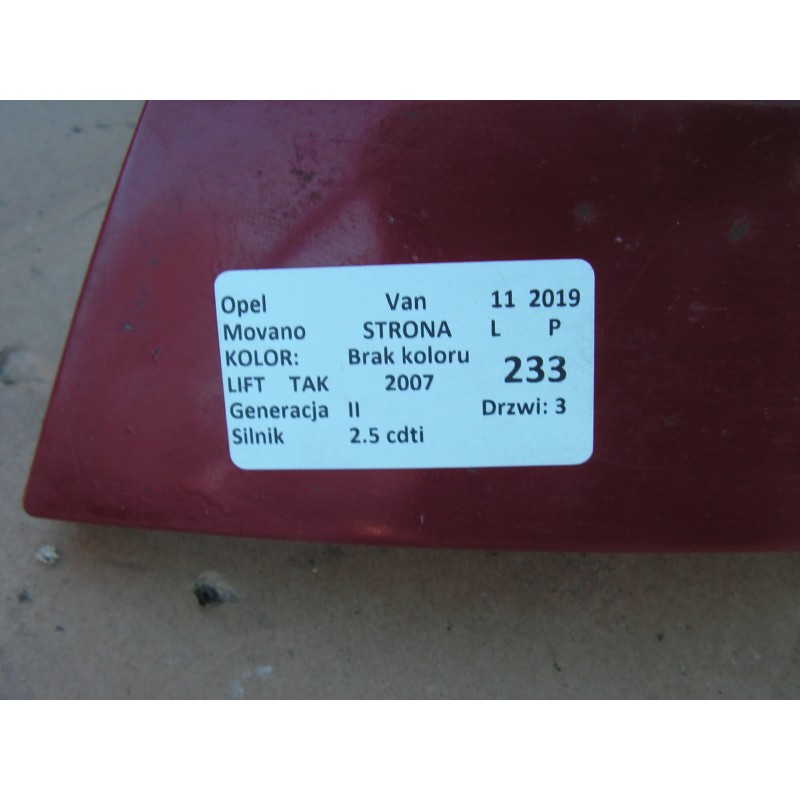 Opel Van 11 2019
Movano STRONA L P
KOLOR: Brak koloru
233
LIFT TAK 2007
Generacja II Drzwi: 3
Silnik 2.5 cdti